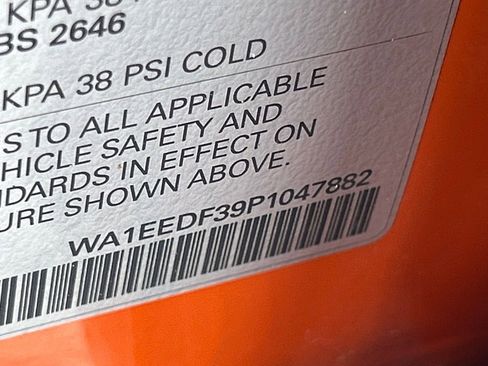 KPA 38
BS 2646
KPA 38 PSI COLD
S TO ALL APPLICABLE
HICLE SAFETY AND
NDARDS IN EFFECT ON
URE SHOWN ABOVE.
WA1EEDF39P1047882